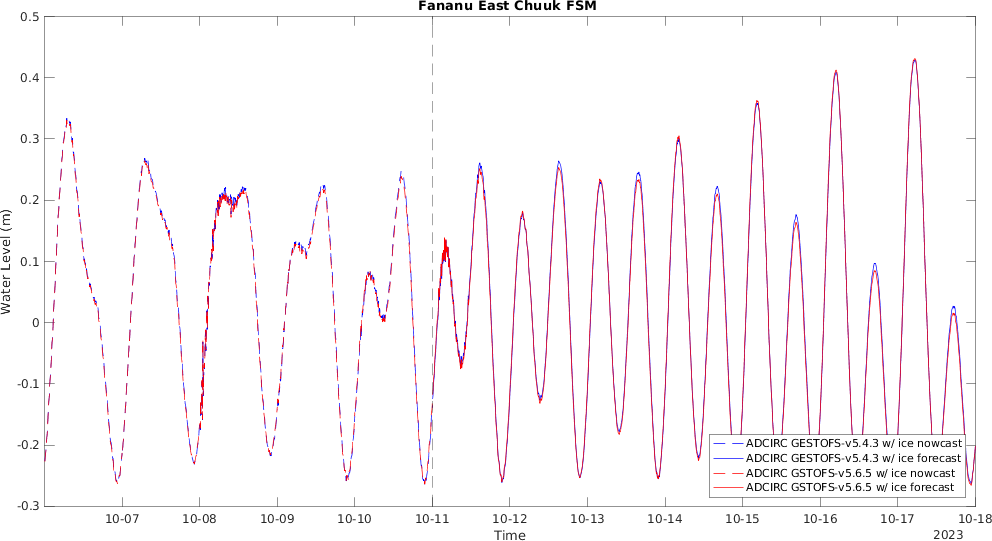 Fananu East Chuuk FSM
0.5
0.4
0.3
0.2
0.1
0
-0.1
-0.2
-0.3
Water Level (m)
ADCIRC GESTOFS-v5.4.3 w/ ice nowcast
ADCIRC GESTOFS-v5.4.3 w/ ice forecast
ADCIRC GSTOFS-v5.6.5 w/ ice nowcast
ADCIRC GSTOFS-v5.6.5 w/ ice forecast
10-07 10-08 10-09 10-10 10-11 10-12 10-13 10-14 10-15 10-16 10-17 10-18
Time
2023